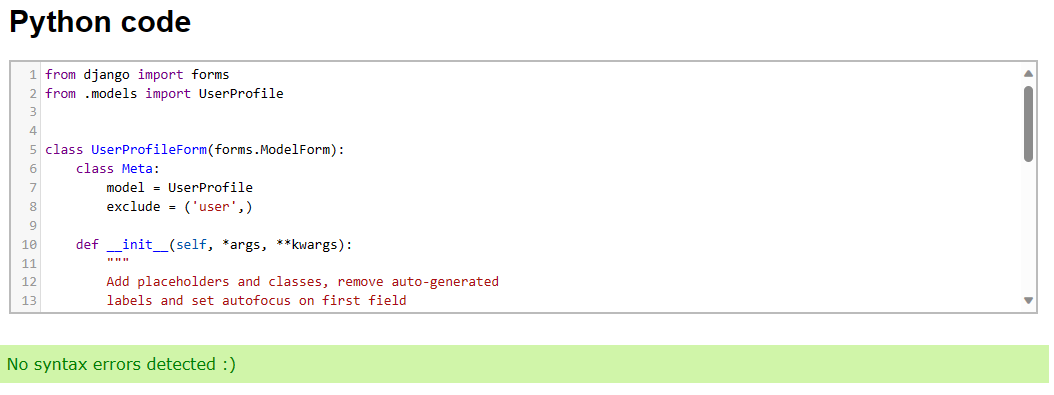 Python code
1 from django import forms
2 from .models import UserProfile
3
4
5 class UserProfileForm(forms.ModelForm):
6     class Meta:
7         model = UserProfile
8         exclude = ('user',)
9
10     def __init__(self, *args, **kwargs):
11         """
12         Add placeholders and classes, remove auto-generated
13         labels and set autofocus on first field
No syntax errors detected :)